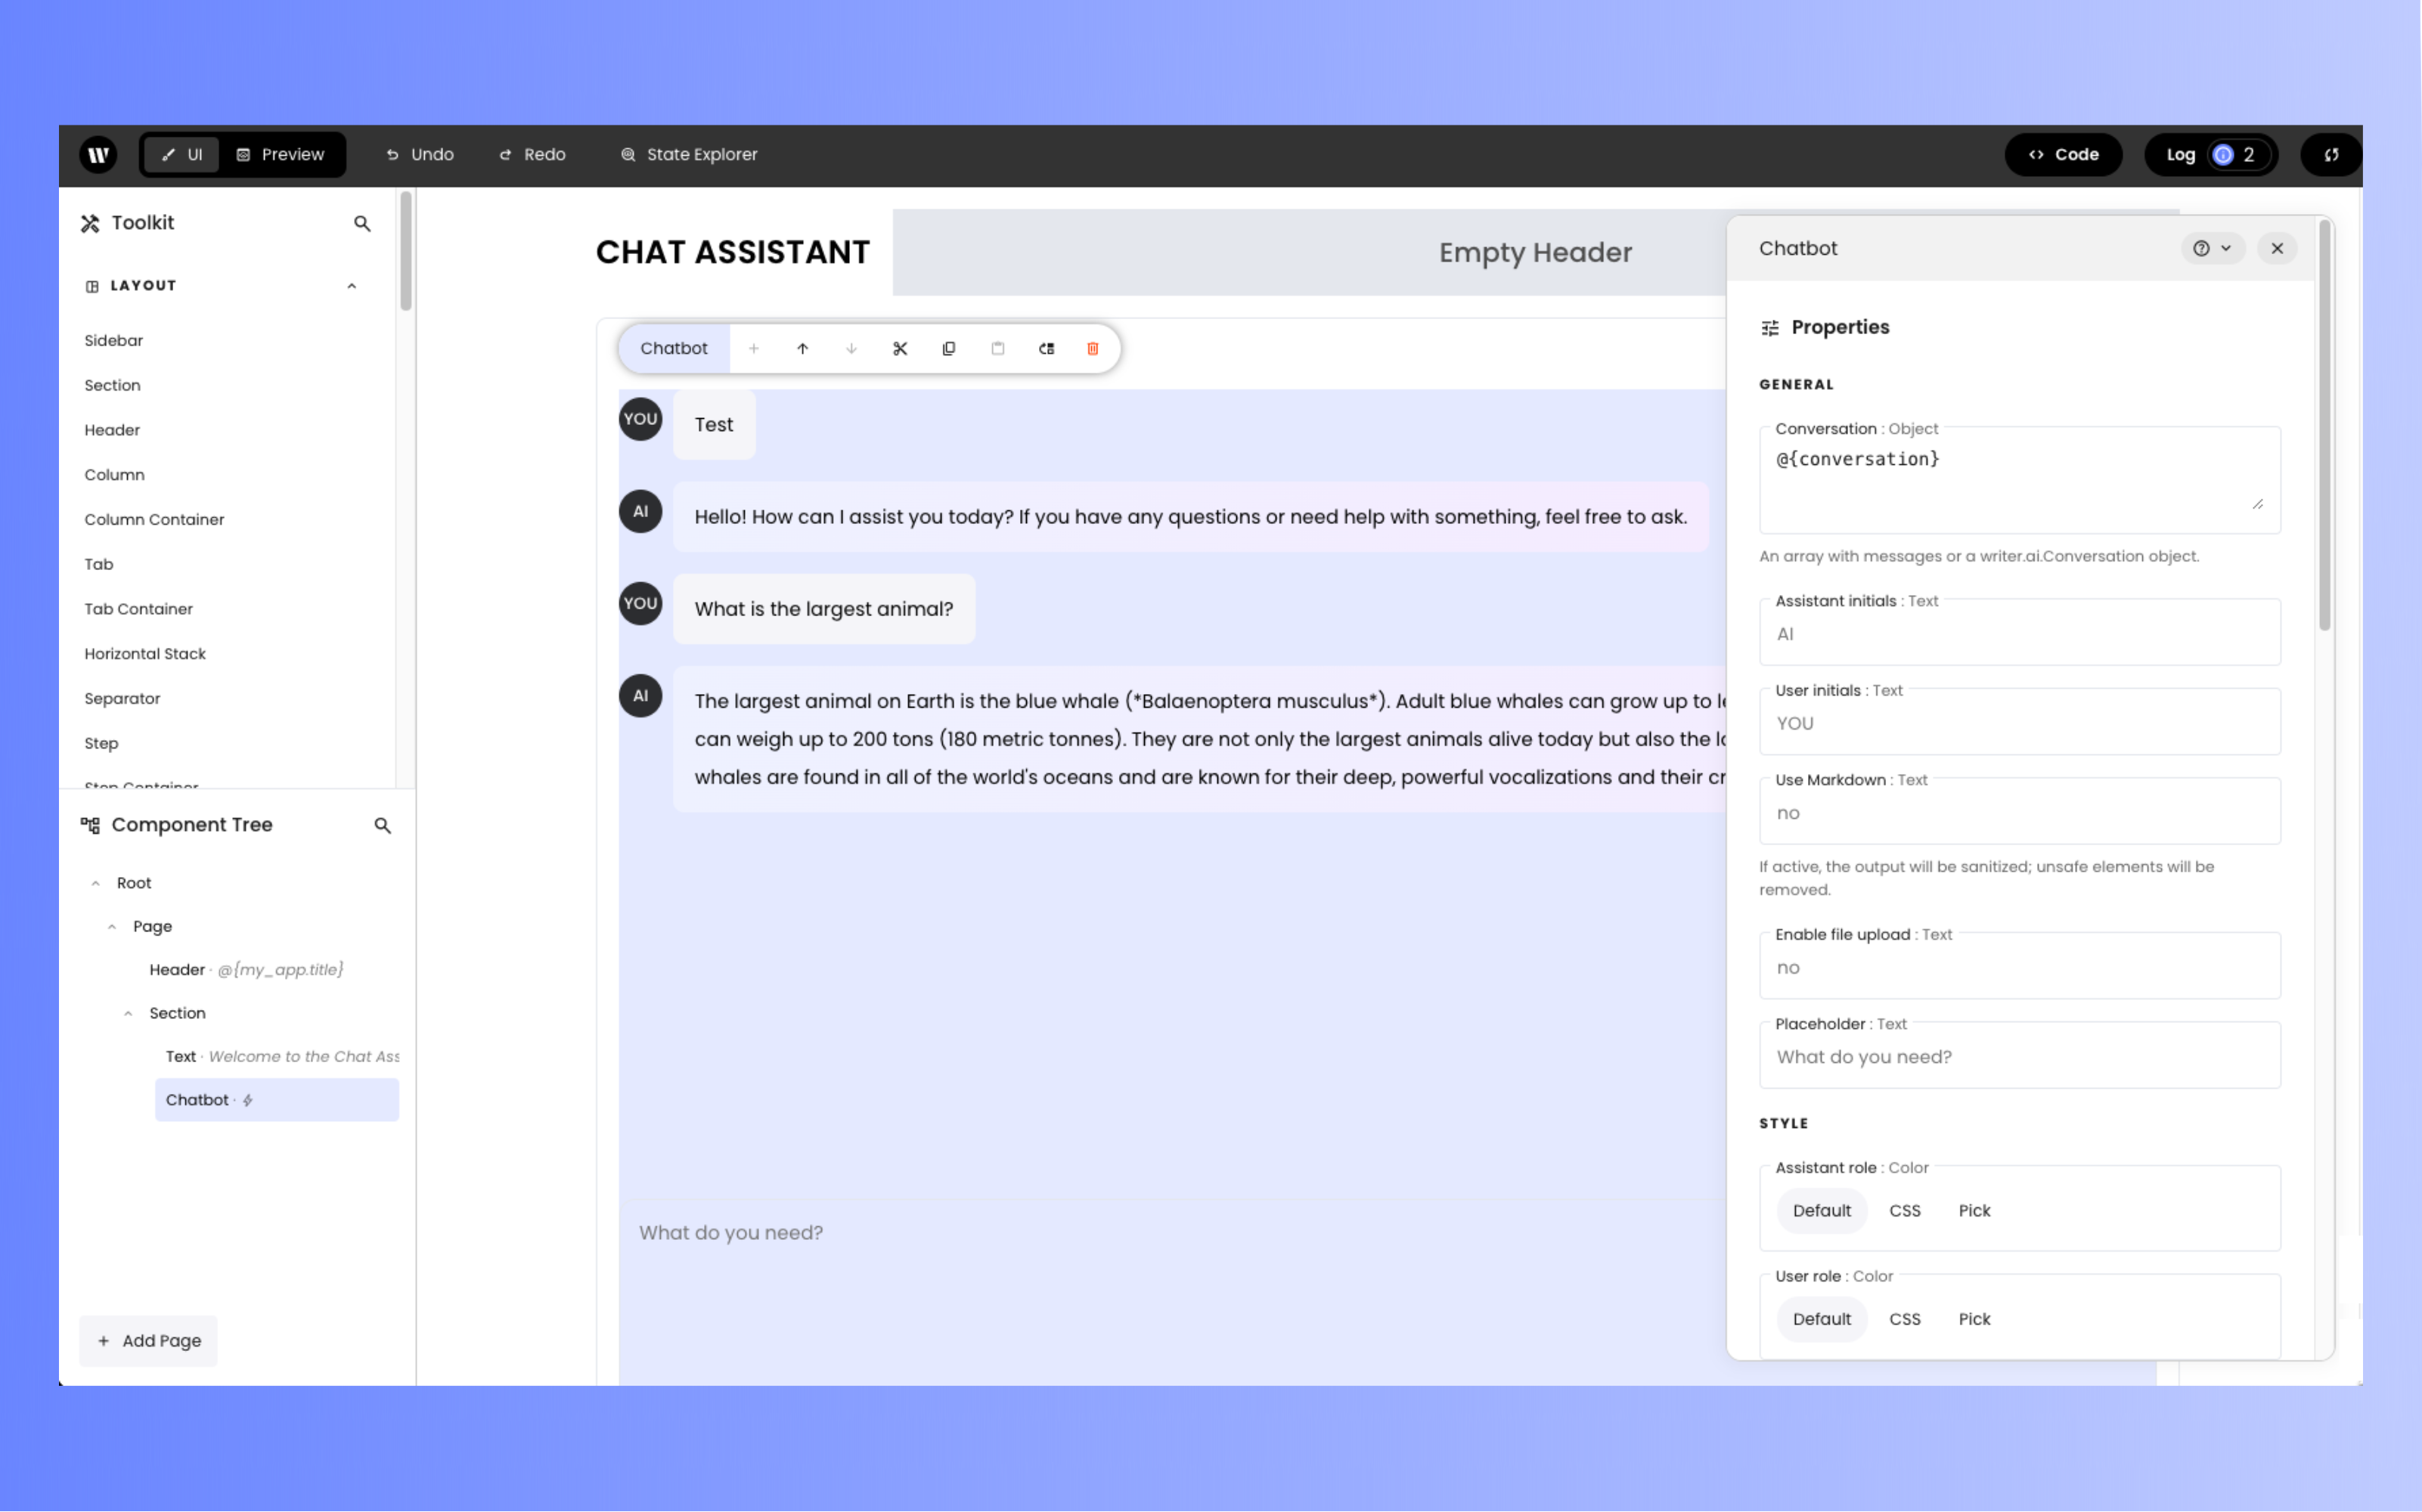 W UI Preview Undo Redo State Explorer Code Log 2
Toolkit
LAYOUT
Sidebar
Section
Header
Column
Column Container
Tab
Tab Container
Horizontal Stack
Separator
Step
Step Container
Component Tree
Root
Page
Header · @{my_app.title}
Section
Text · Welcome to the Chat Ass
Chatbot ·
+ Add Page
CHAT ASSISTANT
Empty Header
Chatbot
YOU
Test
AI
Hello! How can I assist you today? If you have any questions or need help with something, feel free to ask.
YOU
What is the largest animal?
AI
The largest animal on Earth is the blue whale (*Balaenoptera musculus*). Adult blue whales can grow up to
can weigh up to 200 tons (180 metric tonnes). They are not only the largest animals alive today but also the
whales are found in all of the world's oceans and are known for their deep, powerful vocalizations and their
What do you need?
Chatbot
Properties
GENERAL
Conversation : Object
@{conversation}
An array with messages or a writer.ai.Conversation object.
Assistant initials : Text
AI
User initials : Text
YOU
Use Markdown : Text
no
If active, the output will be sanitized; unsafe elements will be
removed.
Enable file upload : Text
no
Placeholder : Text
What do you need?
STYLE
Assistant role : Color
Default CSS Pick
User role : Color
Default CSS Pick